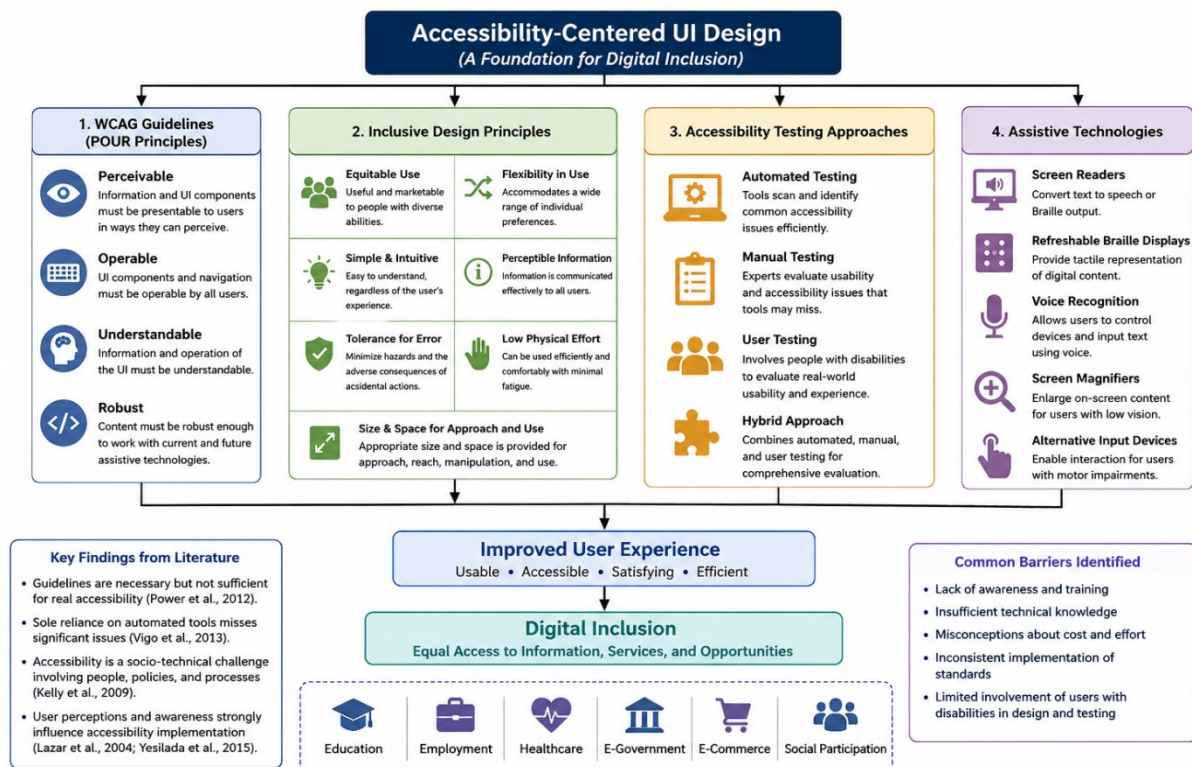 Accessibility-Centered UI Design
(A Foundation for Digital Inclusion)
1. WCAG Guidelines
(POUR Principles)
Perceivable
Information and UI components
must be presentable to users
in ways they can perceive.
Operable
UI components and navigation
must be operable by all users.
Understandable
Information and operation of
the UI must be understandable.
Robust
Content must be robust enough
to work with current and future
assistive technologies.
2. Inclusive Design Principles
Equitable Use
Useful and marketable
to people with diverse
abilities.
Flexibility in Use
Accommodates a wide
range of individual
preferences.
Simple & Intuitive
Easy to understand,
regardless of the user's
experience.
Perceptible Information
Information is communicated
effectively to all users.
Tolerance for Error
Minimize hazards and the
adverse consequences of
acsidental actions.
Low Physical Effort
Can be used efficiently and
comfortably with minimal
fatigue.
Size & Space for Approach and Use
Appropriate size and space is provided for
approach, reach, manipulation, and use.
3. Accessibility Testing Approaches
Automated Testing
Tools scan and identify
common accessibility
issues efficiently.
Manual Testing
Experts evaluate usability
and accessibility issues that
tools may miss.
User Testing
Involves people with disabilities
to evaluate real-world
usability and experience.
Hybrid Approach
Combines automated, manual,
and user testing for
comprehensive evaluation.
4. Assistive Technologies
Screen Readers
Convert text to speech or
Braille output.
Refreshable Braille Displays
Provide tactile representation
of digital content.
Voice Recognition
Allows users to control
devices and input text
using voice.
Screen Magnifiers
Enlarge on-screen content
for users with low vision.
Alternative Input Devices
Enable interaction for users
with motor impairments.
Key Findings from Literature
• Guidelines are necessary but not sufficient
for real accessibility (Power et al., 2012).
• Sole reliance on automated tools misses
significant issues (Vigo et al., 2013).
• Accessibility is a socio-technical challenge
involving people, policies, and processes
(Kelly et al., 2009).
• User perceptions and awareness strongly
influence accessibility implementation
(Lazar et al., 2004; Yesilada et al., 2015).
Improved User Experience
Usable • Accessible • Satisfying • Efficient
Digital Inclusion
Equal Access to Information, Services, and Opportunities
Education
Employment
Healthcare
E-Government
E-Commerce
Social Participation
Common Barriers Identified
• Lack of awareness and training
• Insufficient technical knowledge
• Misconceptions about cost and effort
• Inconsistent implementation of
standards
• Limited involvement of users with
disabilities in design and testing